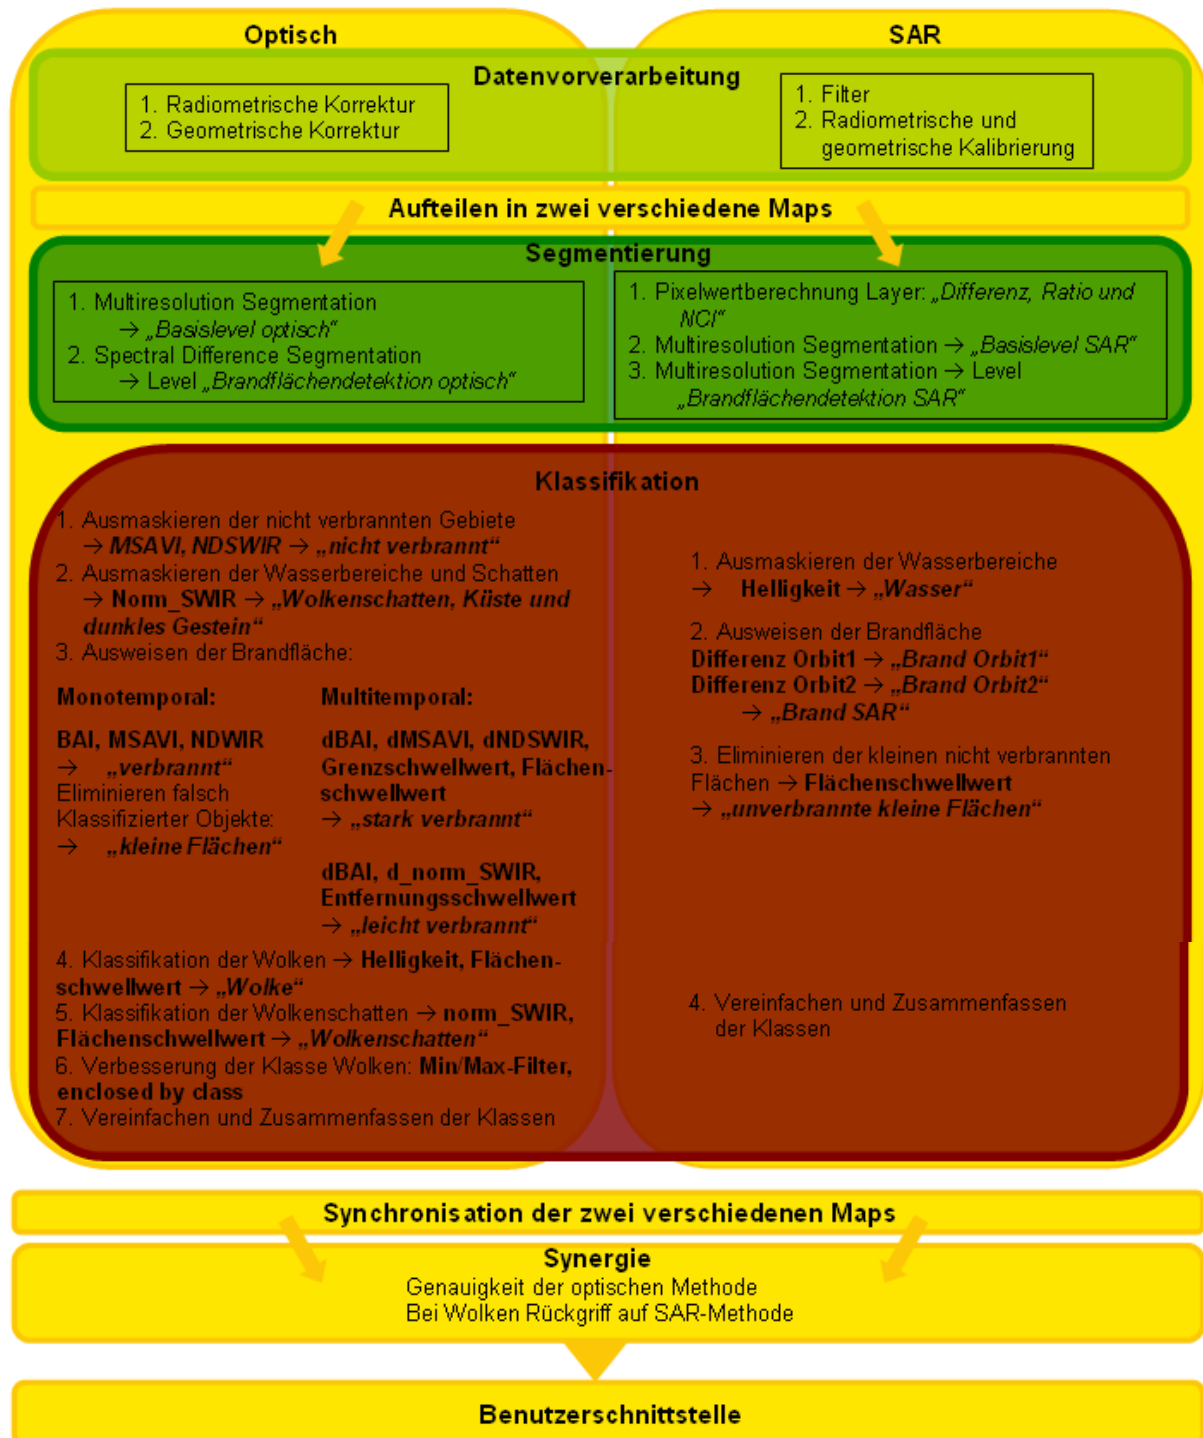 Optisch
SAR
Datenvorverarbeitung
1. Radiometrische Korrektur
2. Geometrische Korrektur
1. Filter
2. Radiometrische und
geometrische Kalibrierung
Aufteilen in zwei verschiedene Maps
Segmentierung
1. Multiresolution Segmentation
→ „Basislevel optisch“
2. Spectral Difference Segmentation
→ Level „Brandflächendetektion optisch“
1. Pixelwertberechnung Layer: „Differenz, Ratio und
NCI“
2. Multiresolution Segmentation → „Basislevel SAR“
3. Multiresolution Segmentation → Level
„Brandflächendetektion SAR“
Klassifikation
1. Ausmaskieren der nicht verbrannten Gebiete
→ MSAVI, NDSWIR → „nicht verbrannt“
2. Ausmaskieren der Wasserbereiche und Schatten
→ Norm_SWIR → „Wolkenschatten, Küste und
dunkles Gestein“
3. Ausweisen der Brandfläche:
Monotemporal:
BAI, MSAVI, NDWIR
→ „verbrannt“
Eliminieren falsch
Klassifizierter Objekte:
→ „kleine Flächen“
Multitemporal:
dBAI, dMSAVI, dNDSWIR,
Grenzschwellwert, Flächen-
schwellwert
→ „stark verbrannt“
dBAI, d_norm_SWIR,
Entfernungsschwellwert
→ „leicht verbrannt“
4. Klassifikation der Wolken → Helligkeit, Flächen-
schwellwert → „Wolke“
5. Klassifikation der Wolkenschatten → norm_SWIR,
Flächenschwellwert → „Wolkenschatten“
6. Verbesserung der Klasse Wolken: Min/Max-Filter,
enclosed by class
7. Vereinfachen und Zusammenfassen der Klassen
1. Ausmaskieren der Wasserbereiche
→ Helligkeit → „Wasser“
2. Ausweisen der Brandfläche
Differenz Orbit1 → „Brand Orbit1“
Differenz Orbit2 → „Brand Orbit2“
→ „Brand SAR“
3. Eliminieren der kleinen nicht verbrannten
Flächen → Flächenschwellwert
→ „unverbrannte kleine Flächen“
4. Vereinfachen und Zusammenfassen
der Klassen
Synchronisation der zwei verschiedenen Maps
Synergie
Genauigkeit der optischen Methode
Bei Wolken Rückgriff auf SAR-Methode
Benutzerschnittstelle